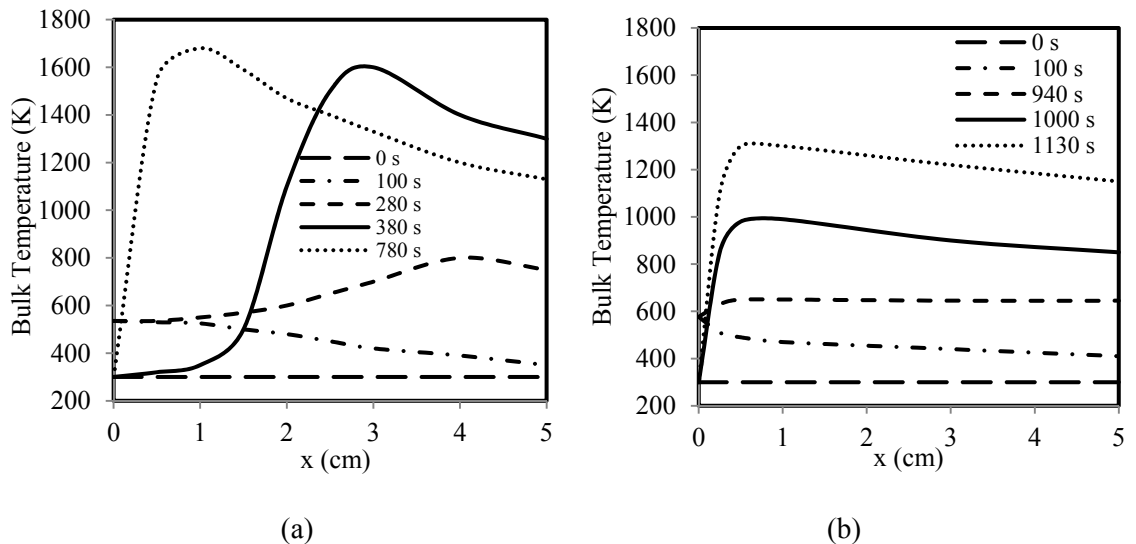 1800
1600
1400
1200
1000
800
600
400
200
Bulk Temperature (K)
0 s
100 s
280 s
380 s
780 s
0 1 2 3 4 5
x (cm)
(a)
1800
1600
1400
1200
1000
800
600
400
200
Bulk Temperature (K)
0 s
100 s
940 s
1000 s
1130 s
0 1 2 3 4 5
x (cm)
(b)